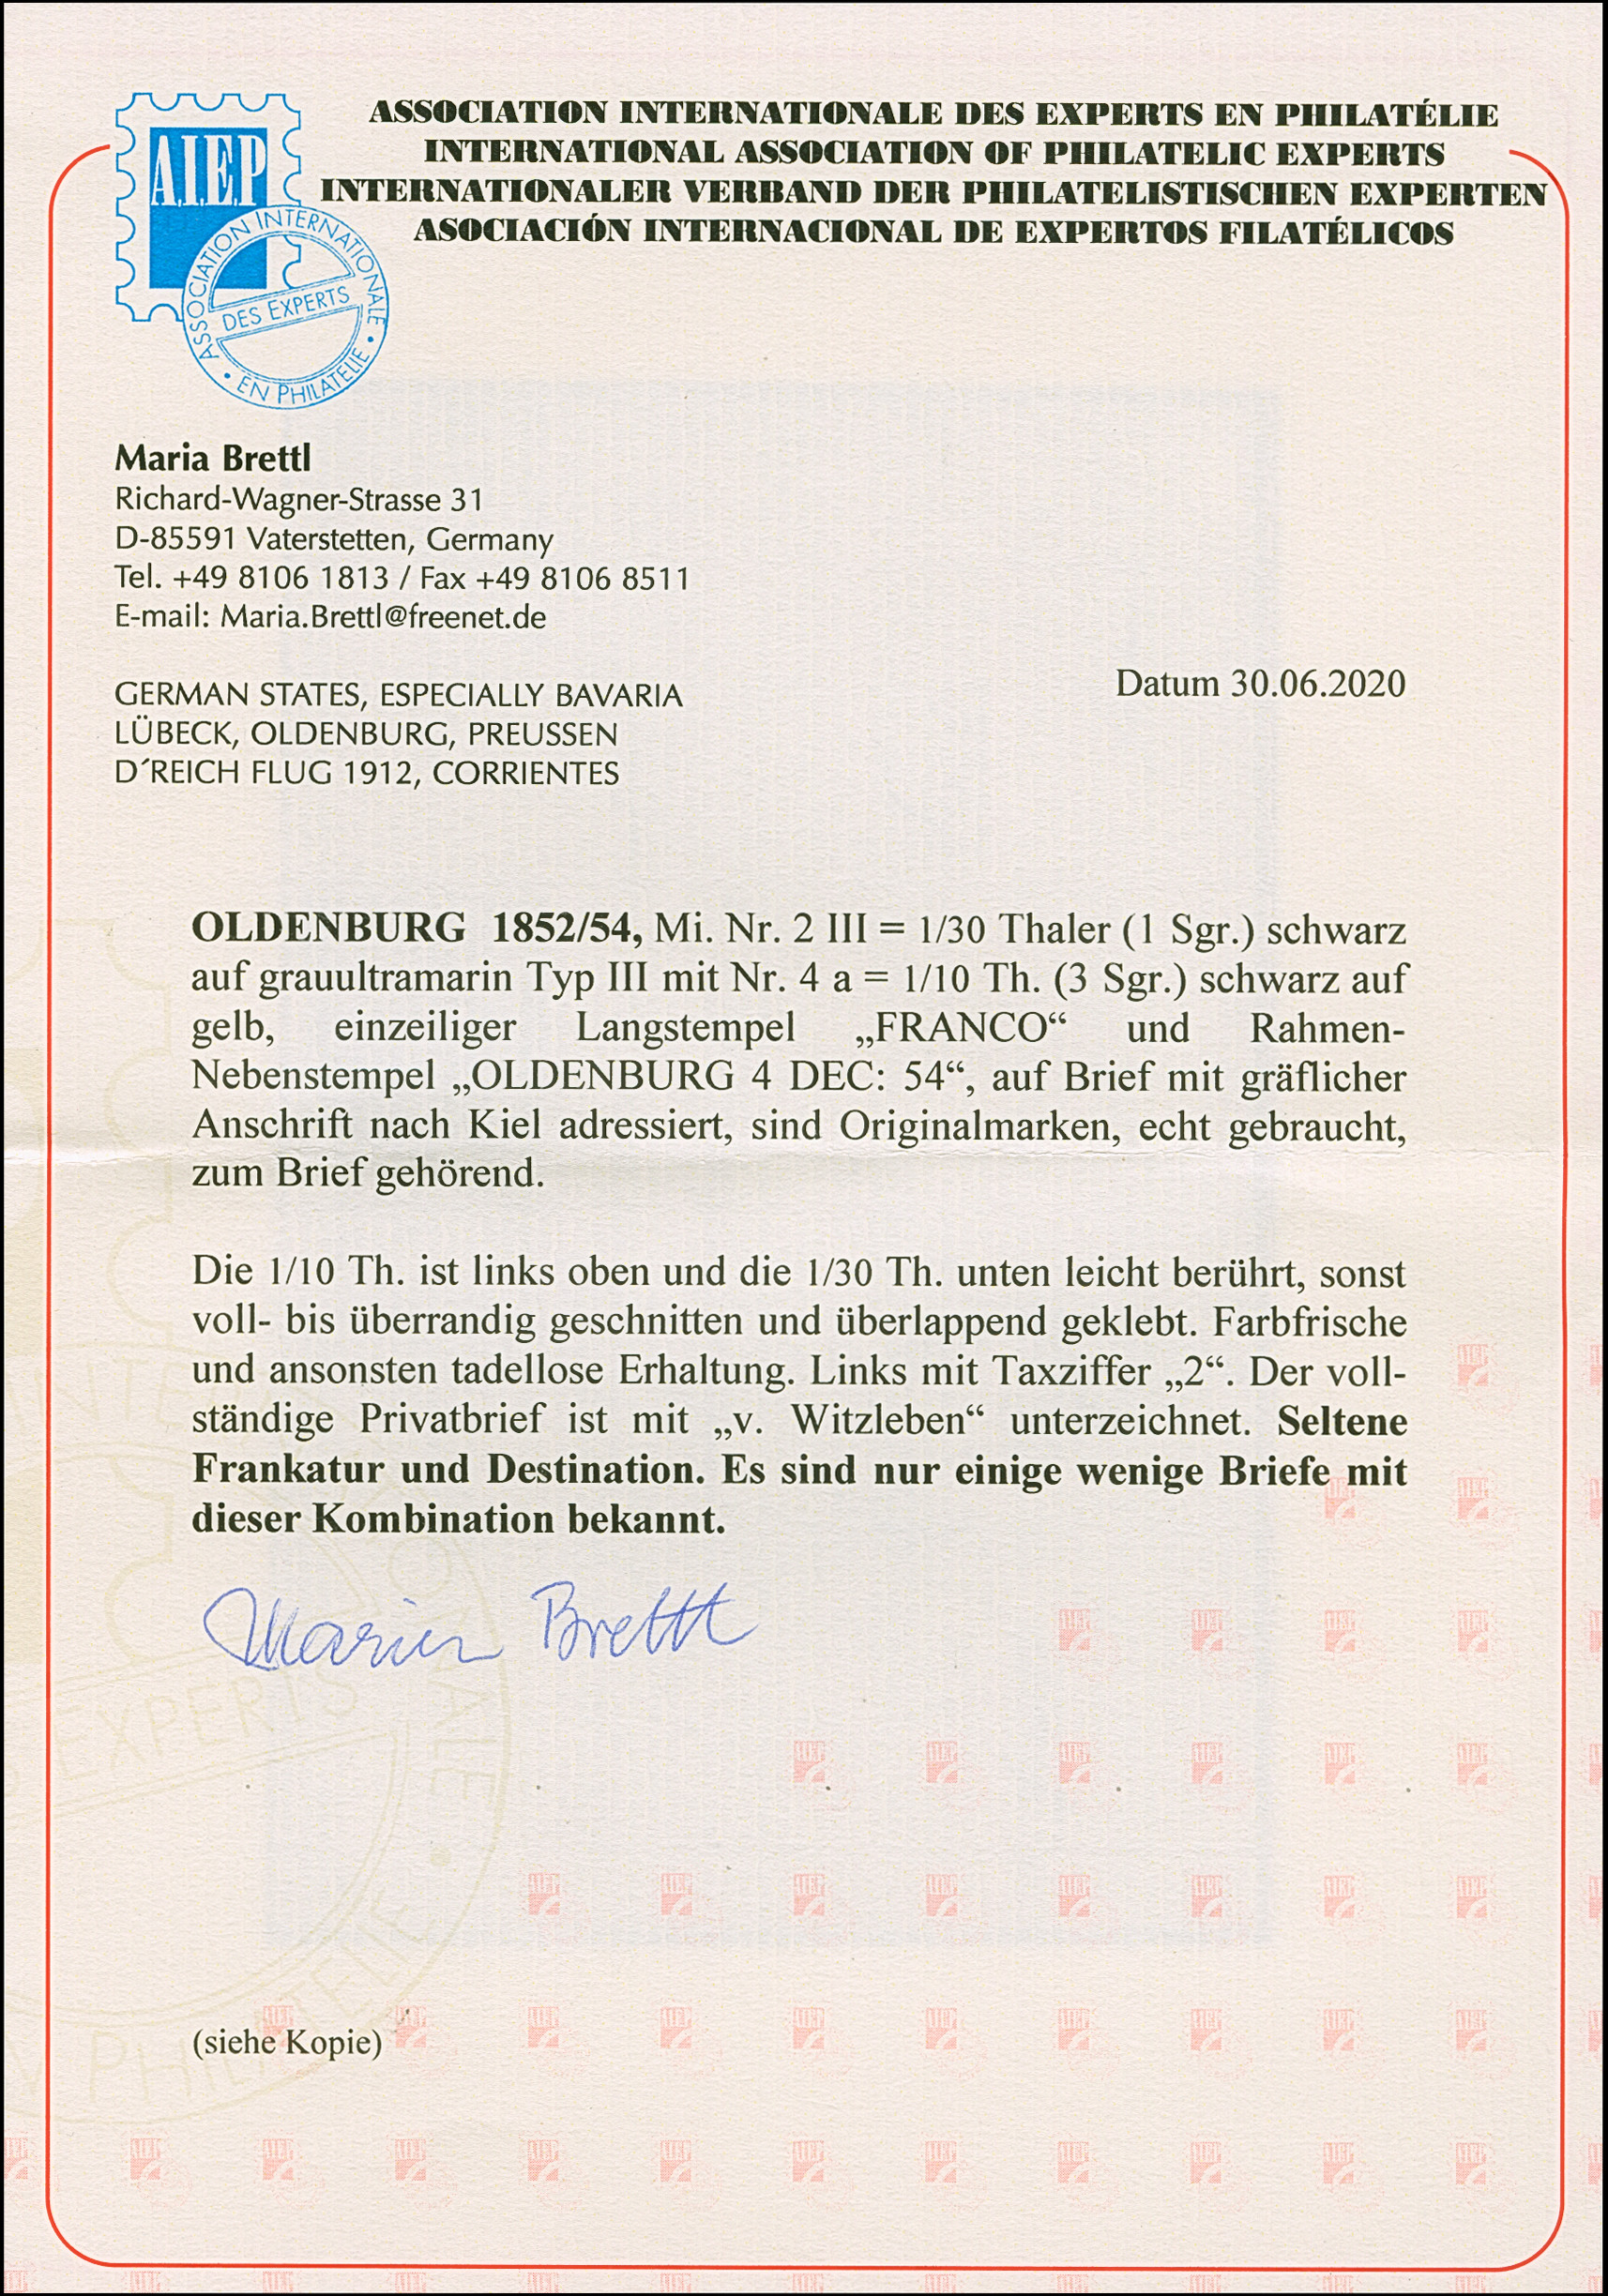 ASSOCIATION INTERNATIONALE DES EXPERTS EN PHILATÉLIE
INTERNATIONAL ASSOCIATION OF PHILATELIC EXPERTS
INTERNATIONALER VERBAND DER PHILATELISTISCHEN EXPERTEN
ASOCIACIÓN INTERNACIONAL DE EXPERTOS FILATÉLICOS
A.I.E.P
ASSOCIATION INTERNATIONALE
DES EXPERTS
• EN PHILATELIE •
Maria Brettl
Richard-Wagner-Strasse 31
D-85591 Vaterstetten, Germany
Tel. +49 8106 1813 / Fax +49 8106 8511
E-mail: Maria.Brettl@freenet.de
Datum 30.06.2020
GERMAN STATES, ESPECIALLY BAVARIA
LÜBECK, OLDENBURG, PREUSSEN
D´REICH FLUG 1912, CORRIENTES
OLDENBURG 1852/54, Mi. Nr. 2 III = 1/30 Thaler (1 Sgr.) schwarz
auf grauultramarin Typ III mit Nr. 4 a = 1/10 Th. (3 Sgr.) schwarz auf
gelb, einzeiliger Langstempel „FRANCO“ und Rahmen-
Nebenstempel „OLDENBURG 4 DEC: 54“, auf Brief mit gräflicher
Anschrift nach Kiel adressiert, sind Originalmarken, echt gebraucht,
zum Brief gehörend.
Die 1/10 Th. ist links oben und die 1/30 Th. unten leicht berührt, sonst
voll- bis überrandig geschnitten und überlappend geklebt. Farbfrische
und ansonsten tadellose Erhaltung. Links mit Taxziffer „2“. Der voll-
ständige Privatbrief ist mit „v. Witzleben“ unterzeichnet. Seltene
Frankatur und Destination. Es sind nur einige wenige Briefe mit
dieser Kombination bekannt.
Maria Brettl
(siehe Kopie)